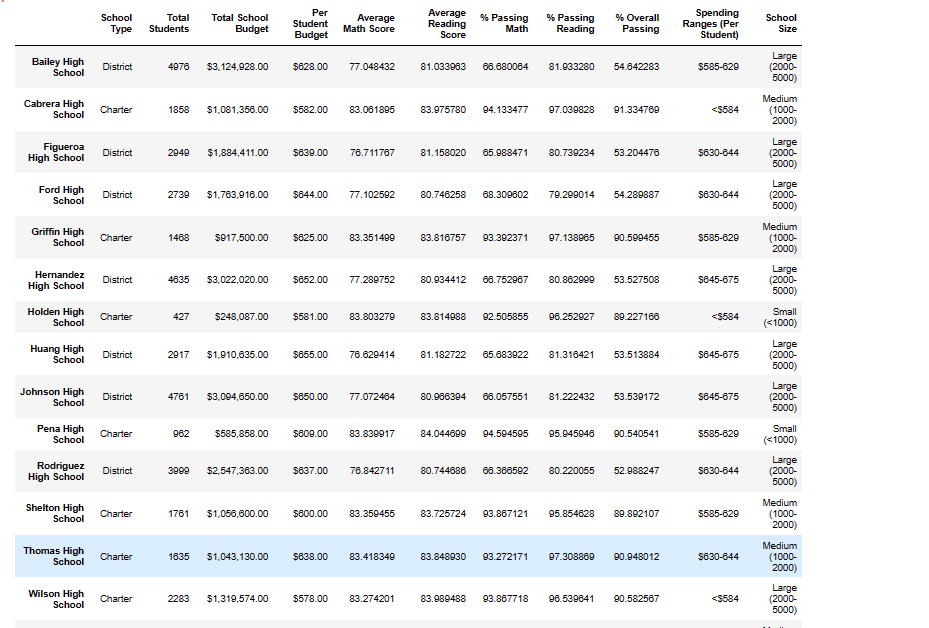 School Type Total Students Total School Budget Per Student Budget Average Math Score Average Reading Score % Passing Math % Passing Reading % Overall Passing Spending Ranges (Per Student) School Size
Bailey High School District 4976 $3,124,928.00 $628.00 77.048432 81.033963 66.680064 81.933280 54.642283 $585-629 Large (2000-5000)
Cabrera High School Charter 1858 $1,081,356.00 $582.00 83.061895 83.975780 94.133477 97.039828 91.334769 <$584 Medium (1000-2000)
Figueroa High School District 2949 $1,884,411.00 $639.00 76.711767 81.158020 65.988471 80.739234 53.204476 $630-644 Large (2000-5000)
Ford High School District 2739 $1,763,916.00 $644.00 77.102592 80.746258 68.309602 79.299014 54.289887 $630-644 Large (2000-5000)
Griffin High School Charter 1468 $917,500.00 $625.00 83.351499 83.816757 93.392371 97.138965 90.599455 $585-629 Medium (1000-2000)
Hernandez High School District 4635 $3,022,020.00 $652.00 77.289752 80.934412 66.752967 80.862999 53.527508 $645-675 Large (2000-5000)
Holden High School Charter 427 $248,087.00 $581.00 83.803279 83.814988 92.505855 96.252927 89.227166 <$584 Small (<1000)
Huang High School District 2917 $1,910,635.00 $655.00 76.629414 81.182722 65.683922 81.316421 53.513884 $645-675 Large (2000-5000)
Johnson High School District 4761 $3,094,650.00 $650.00 77.072464 80.966394 66.057551 81.222432 53.539172 $645-675 Large (2000-5000)
Pena High School Charter 962 $585,858.00 $609.00 83.839917 84.044699 94.594595 95.945946 90.540541 $585-629 Small (<1000)
Rodriguez High School District 3999 $2,547,363.00 $637.00 76.842711 80.744686 66.366592 80.220055 52.988247 $630-644 Large (2000-5000)
Shelton High School Charter 1761 $1,056,600.00 $600.00 83.359455 83.725724 93.867121 95.854628 89.892107 $585-629 Medium (1000-2000)
Thomas High School Charter 1635 $1,043,130.00 $638.00 83.418349 83.848930 93.272171 97.308869 90.948012 $630-644 Medium (1000-2000)
Wilson High School Charter 2283 $1,319,574.00 $578.00 83.274201 83.989488 93.867718 96.539641 90.582567 <$584 Large (2000-5000)